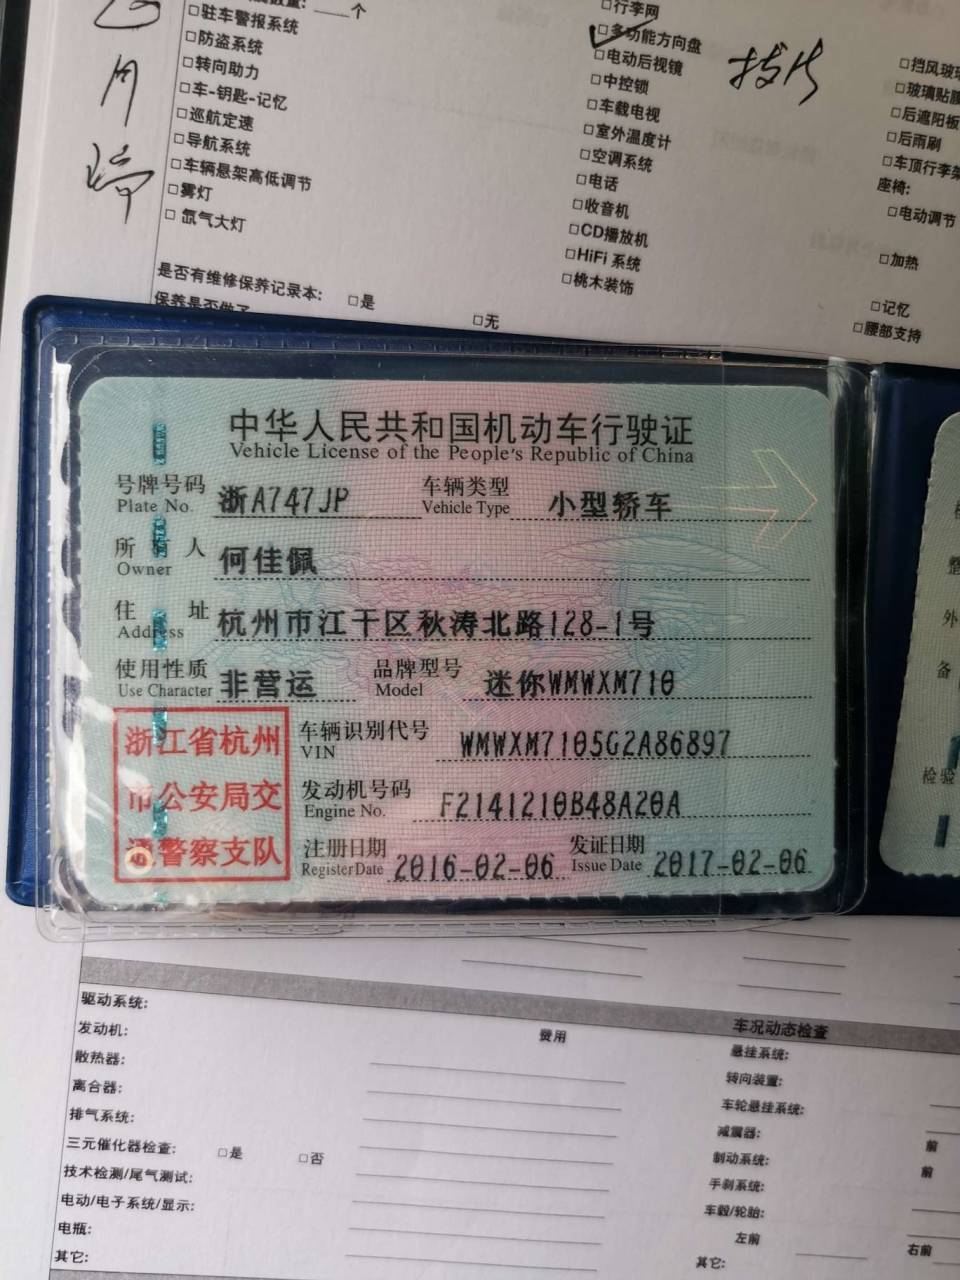 个
□驻车警报系统
□防盗系统
□转向助力
□车-钥匙-记忆
□巡航定速
□导航系统
□车辆悬架高低调节
□雾灯
□氙气大灯
是否有维修保养记录本: □是
□无
□行李网
□多功能方向盘
□电动后视镜
□中控锁
□车载电视
□室外温度计
□空调系统
□电话
□收音机
□CD播放机
□HiFi 系统
□桃木装饰
□后遮阳板
□后雨刷
座椅:
□电动调节
□加热
□记忆
□腰部支持
中华人民共和国机动车行驶证
Vehicle License of the People's Republic of China
号牌号码 浙A747JP 车辆类型 小型轿车
Plate No. Vehicle Type
所有人 何佳佩
Owner
住址 杭州市江干区秋涛北路128-1号
Address
使用性质 非营运 品牌型号 迷你WMWXM710
Use Character Model
浙江省杭州
市公安局交
通警察支队
车辆识别代号 WMWXM7105G2A86897
VIN
发动机号码 F2141210B48A20A
Engine No.
注册日期 2016-02-06 发证日期 2017-02-06
Register Date Issue Date
外
备
检验
驱动系统:
发动机: 费用
散热器:
离合器:
排气系统:
三元催化器检查: □是 □否
技术检测/尾气测试:
电动/电子系统/显示:
电瓶:
其它:
车况动态检查
悬挂系统:
转向装置:
车轮悬挂系统:
减震器: 前
制动系统: 前
手刹系统:
车毂/轮胎:
左前 右前
其它: